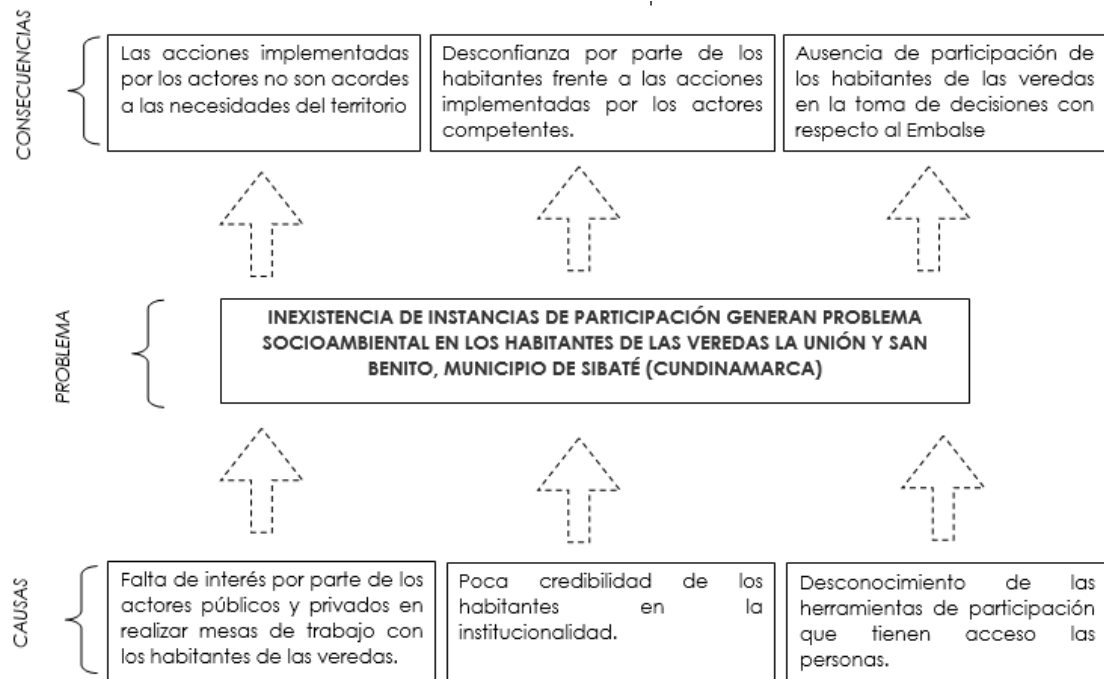 CONSECUENCIAS
Las acciones implementadas
por los actores no son acordes
a las necesidades del territorio
Desconfianza por parte de los
habitantes frente a las acciones
implementadas por los actores
competentes.
Ausencia de participación de
los habitantes de las veredas
en la toma de decisiones con
respecto al Embalse
PROBLEMA
INEXISTENCIA DE INSTANCIAS DE PARTICIPACIÓN GENERAN PROBLEMA
SOCIOAMBIENTAL EN LOS HABITANTES DE LAS VEREDAS LA UNIÓN Y SAN
BENITO, MUNICIPIO DE SIBATÉ (CUNDINAMARCA)
CAUSAS
Falta de interés por parte de los
actores públicos y privados en
realizar mesas de trabajo con
los habitantes de las veredas.
Poca credibilidad de los
habitantes en la
institucionalidad.
Desconocimiento de las
herramientas de participación
que tienen acceso las
personas.